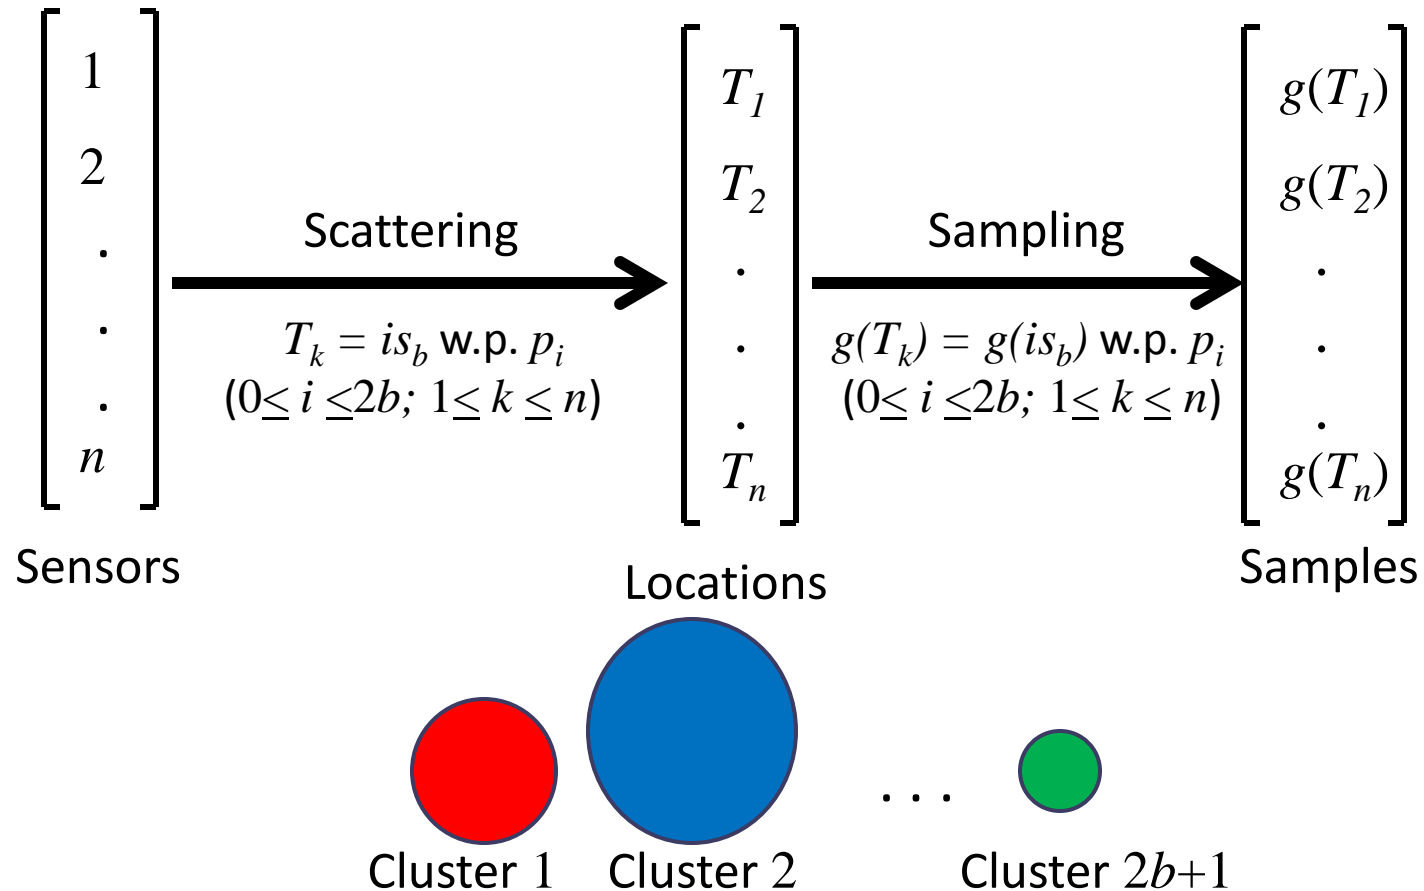 1
2
.
.
.
n
Sensors
Scattering
T_k = is_b w.p. p_i
(0≤ i ≤2b; 1≤ k ≤ n)
T_1
T_2
.
.
.
T_n
Locations
Sampling
g(T_k) = g(is_b) w.p. p_i
(0≤ i ≤2b; 1≤ k ≤ n)
g(T_1)
g(T_2)
.
.
.
g(T_n)
Samples
. . .
Cluster 1
Cluster 2
Cluster 2b+1